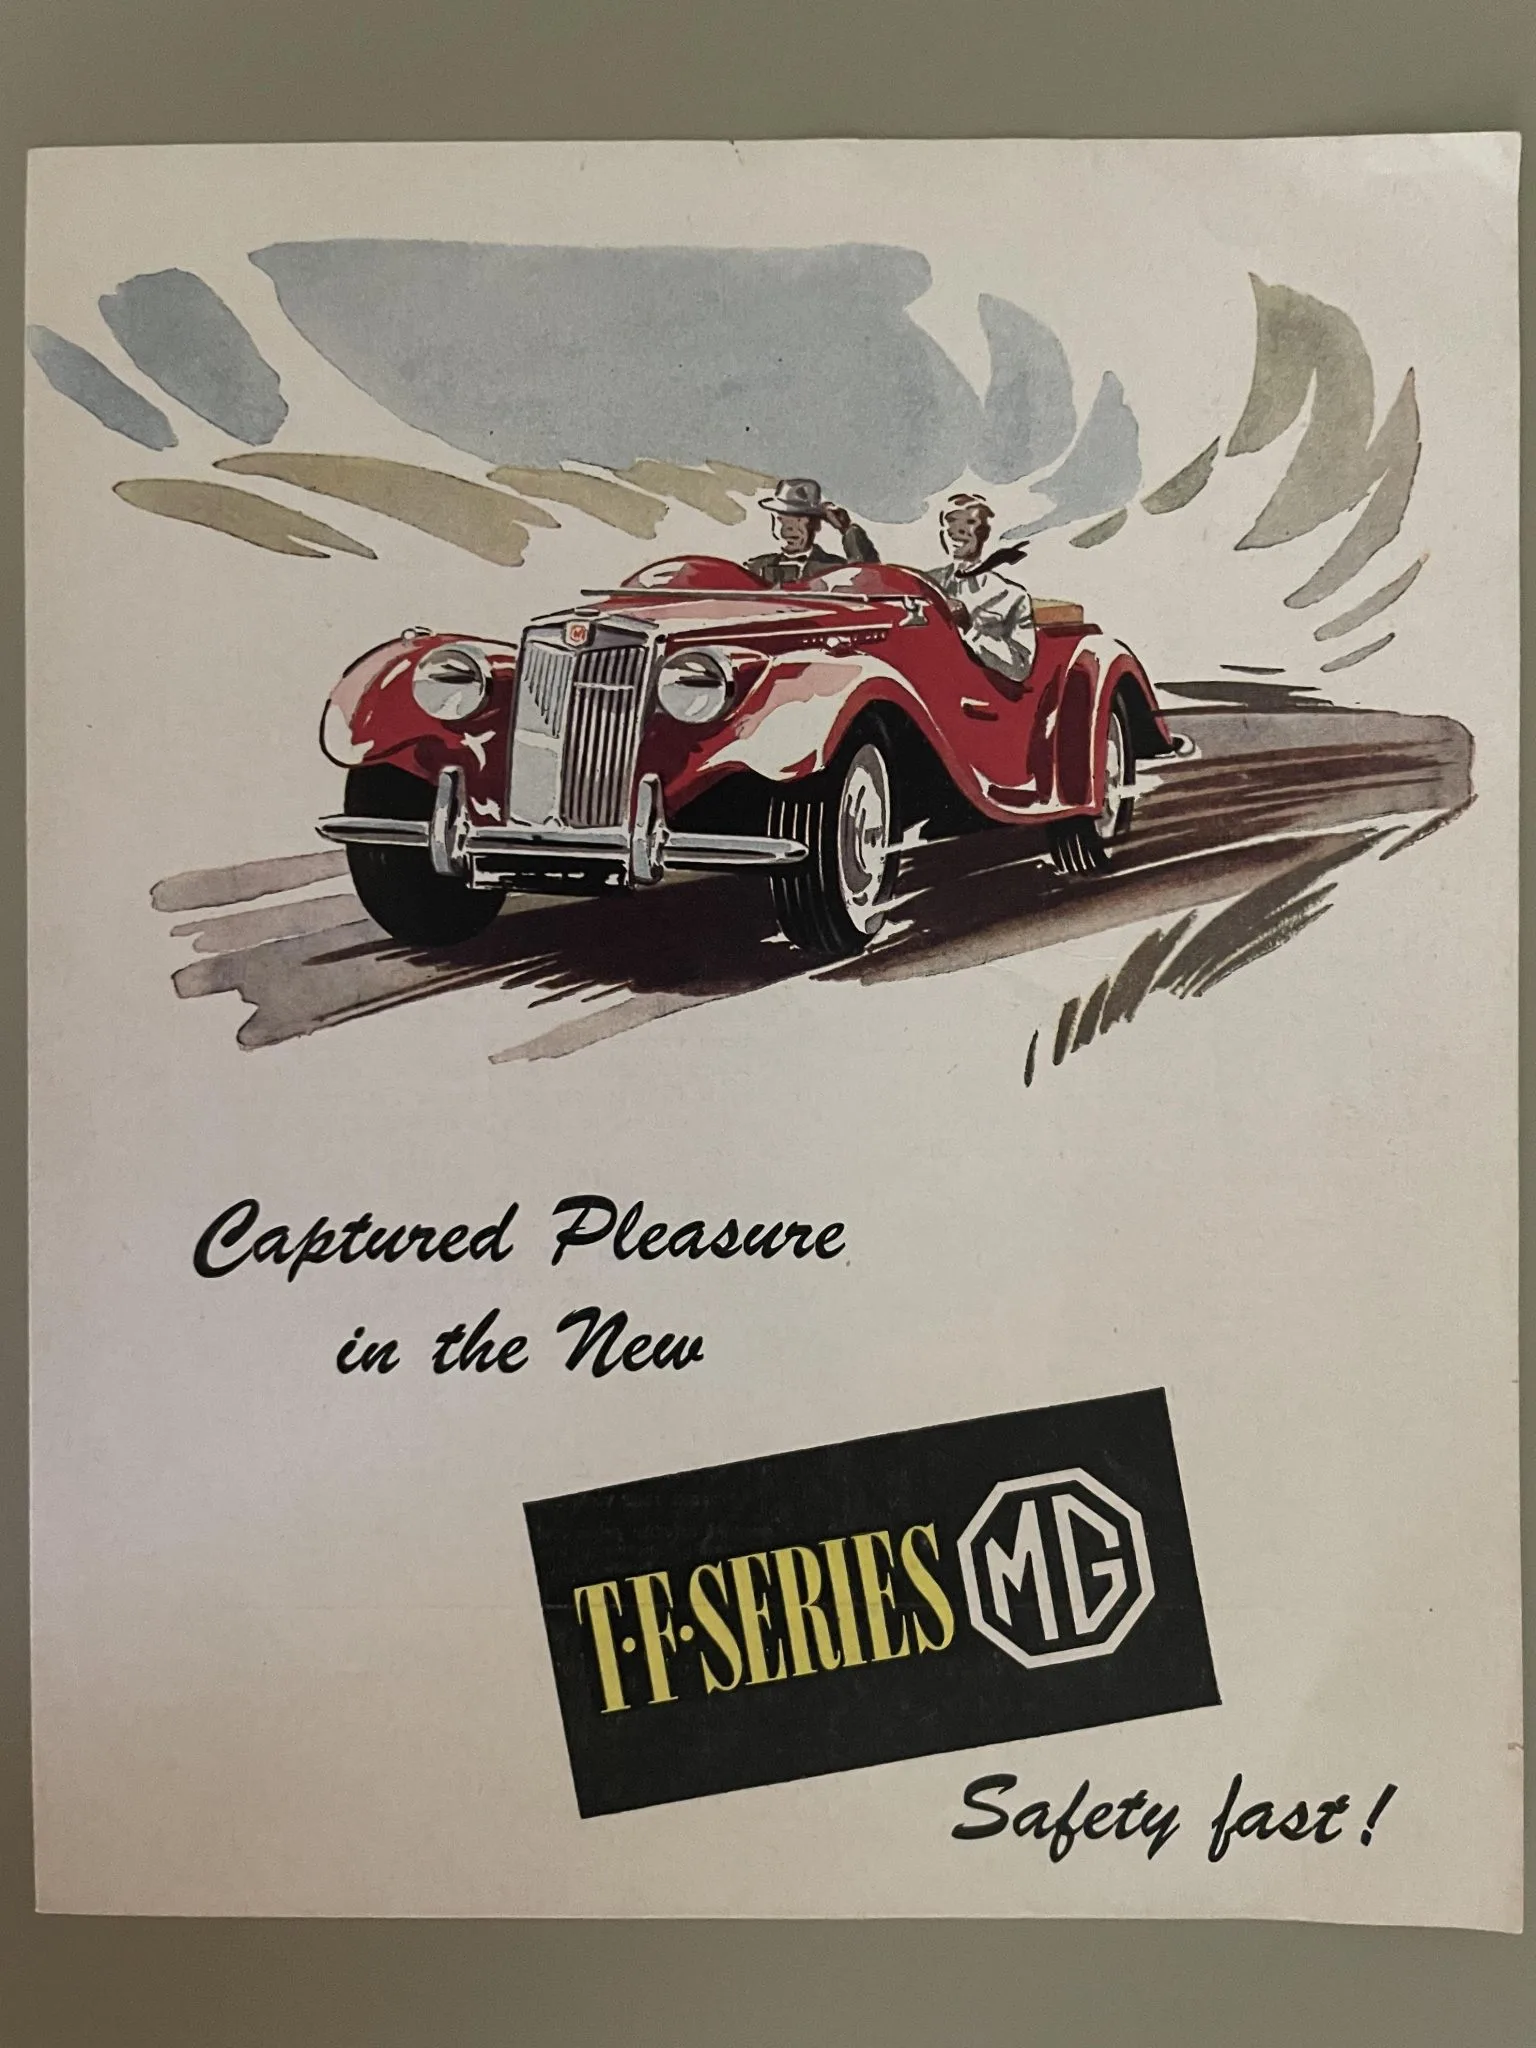 Captured Pleasure
in the New
T·F·SERIES MG
Safety fast!